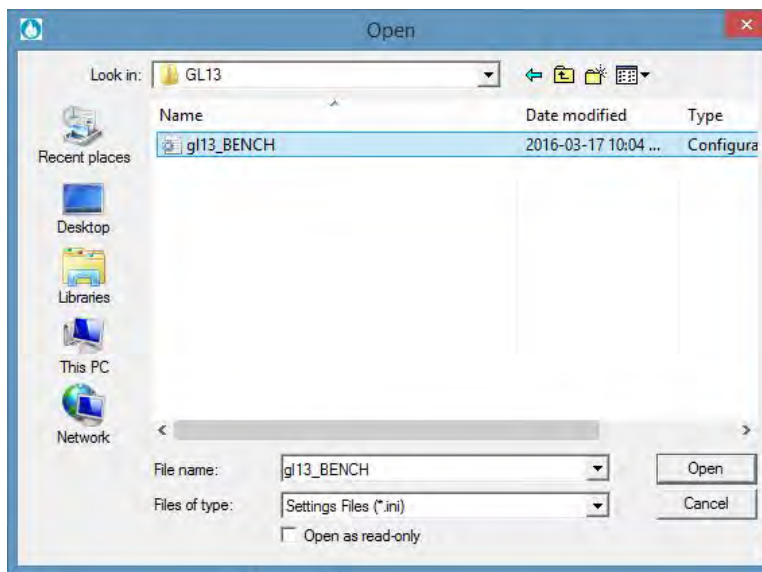 Open
Look in: GL13
Name Date modified Type
gl13_BENCH 2016-03-17 10:04 ... Configura
Recent places
Desktop
Libraries
This PC
Network
File name: gl13_BENCH Open
Files of type: Settings Files (*.ini) Cancel
Open as read-only